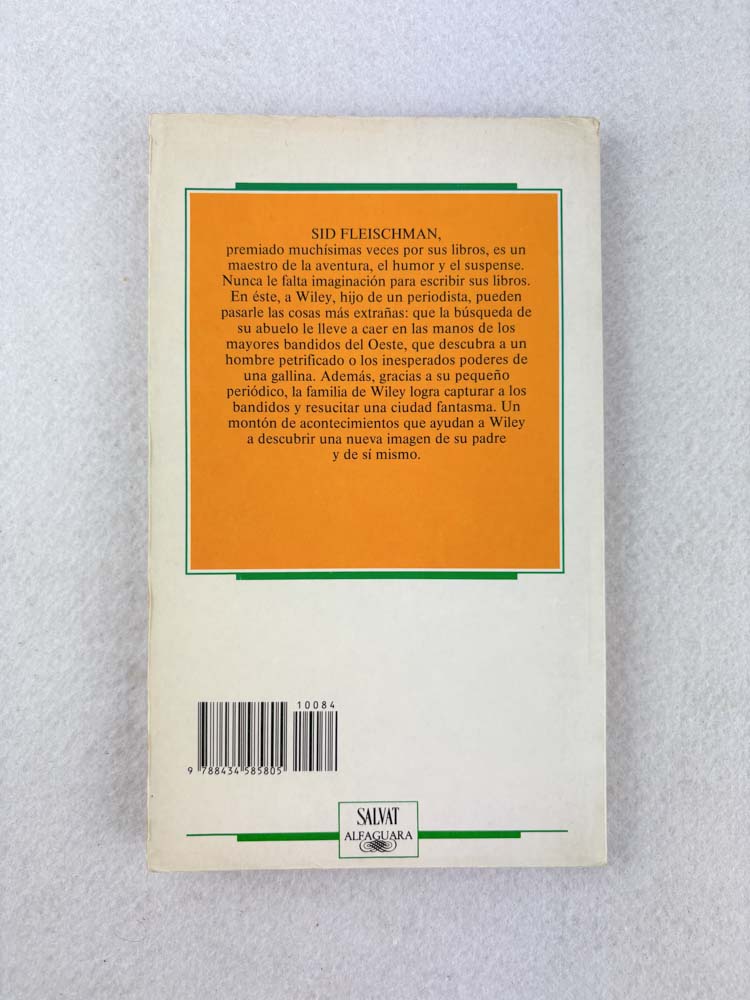 SID FLEISCHMAN,
premiado muchísimas veces por sus libros, es un
maestro de la aventura, el humor y el suspense.
Nunca le falta imaginación para escribir sus libros.
En éste, a Wiley, hijo de un periodista, pueden
pasarle las cosas más extrañas: que la búsqueda de
su abuelo le lleve a caer en las manos de los
mayores bandidos del Oeste, que descubra a un
hombre petrificado o los inesperados poderes de
una gallina. Además, gracias a su pequeño
periódico, la familia de Wiley logra capturar a los
bandidos y resucitar una ciudad fantasma. Un
montón de acontecimientos que ayudan a Wiley
a descubrir una nueva imagen de su padre
y de sí mismo.
10084
9 788434 585805
SALVAT
ALFAGUARA